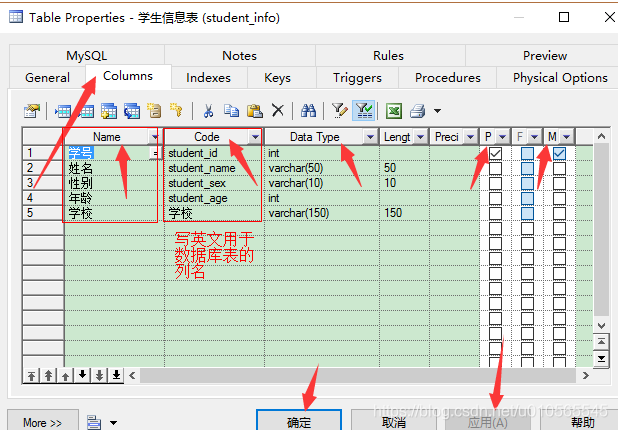 Table Properties - 学生信息表 (student_info)
MySQL Notes Rules Preview
General Columns Indexes Keys Triggers Procedures Physical Options
Name Code Data Type Lengt Preci P F M
1 学号 = student_id int
2 姓名 student_name varchar(50) 50
3 性别 student_sex varchar(10) 10
4 年龄 student_age int
5 学校 学校 varchar(150) 150
写英文用于
数据库表的
列名
More >> 确定 取消 应用(A) 帮助
https://blog.csdn.net/u010565545